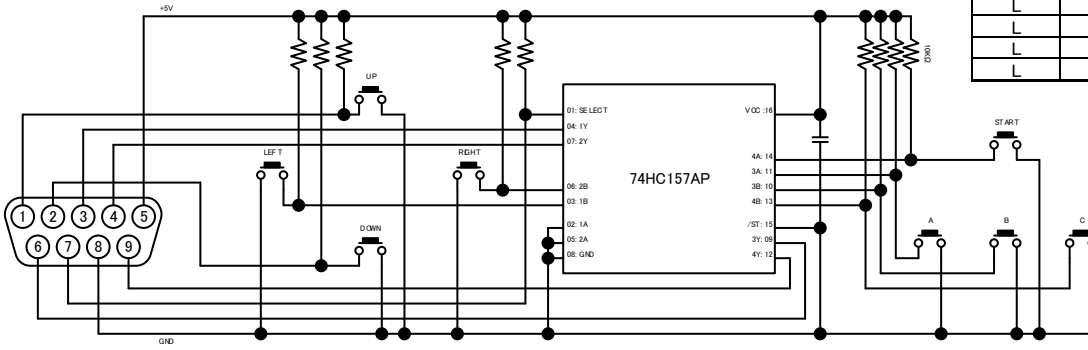 +5V
L
L
L
L
10KΩ
UP
LEFT
RIGHT
DOWN
START
A
B
C
01: SELECT
04: 1Y
07: 2Y
06: 2B
03: 1B
02: 1A
05: 2A
08: GND
74HC157AP
VCC :16
4A: 14
3A: 11
3B: 10
4B: 13
/ST: 15
3Y: 09
4Y: 12
1 2 3 4 5
6 7 8 9
GND